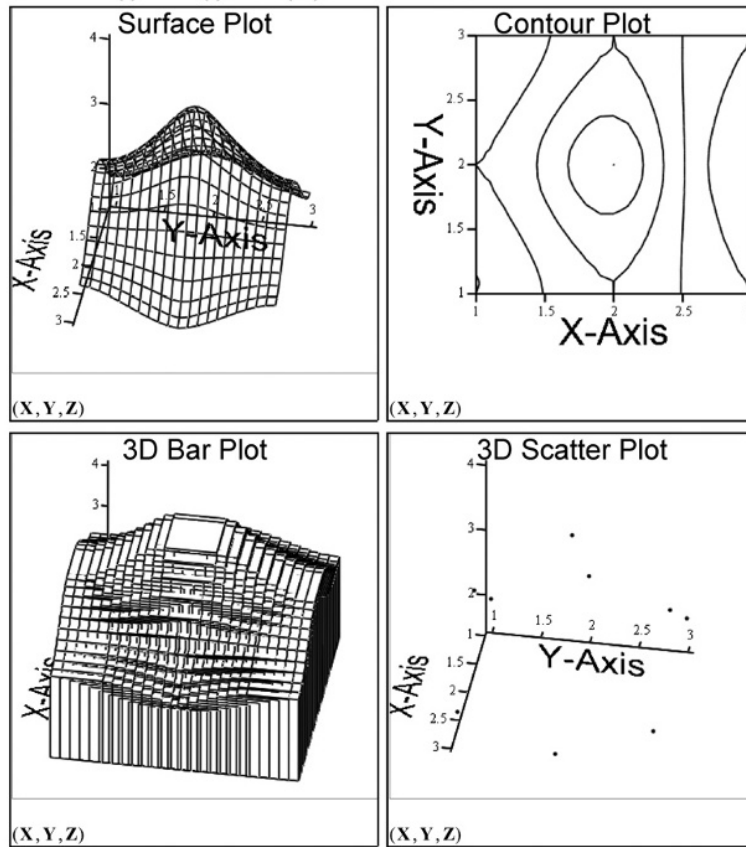 Surface Plot
4
3
2
1
1.5
2
2.5
3
1.5
2
2.5
3
Y-Axis
X-Axis
(X, Y, Z)
Contour Plot
3
2.5
2
1.5
1
1
1.5
2
2.5
Y-Axis
X-Axis
(X, Y, Z)
3D Bar Plot
4
3
X-Axis
(X, Y, Z)
3D Scatter Plot
4
3
2
1
1
1.5
2
2.5
3
1.5
2
2.5
3
Y-Axis
X-Axis
(X, Y, Z)